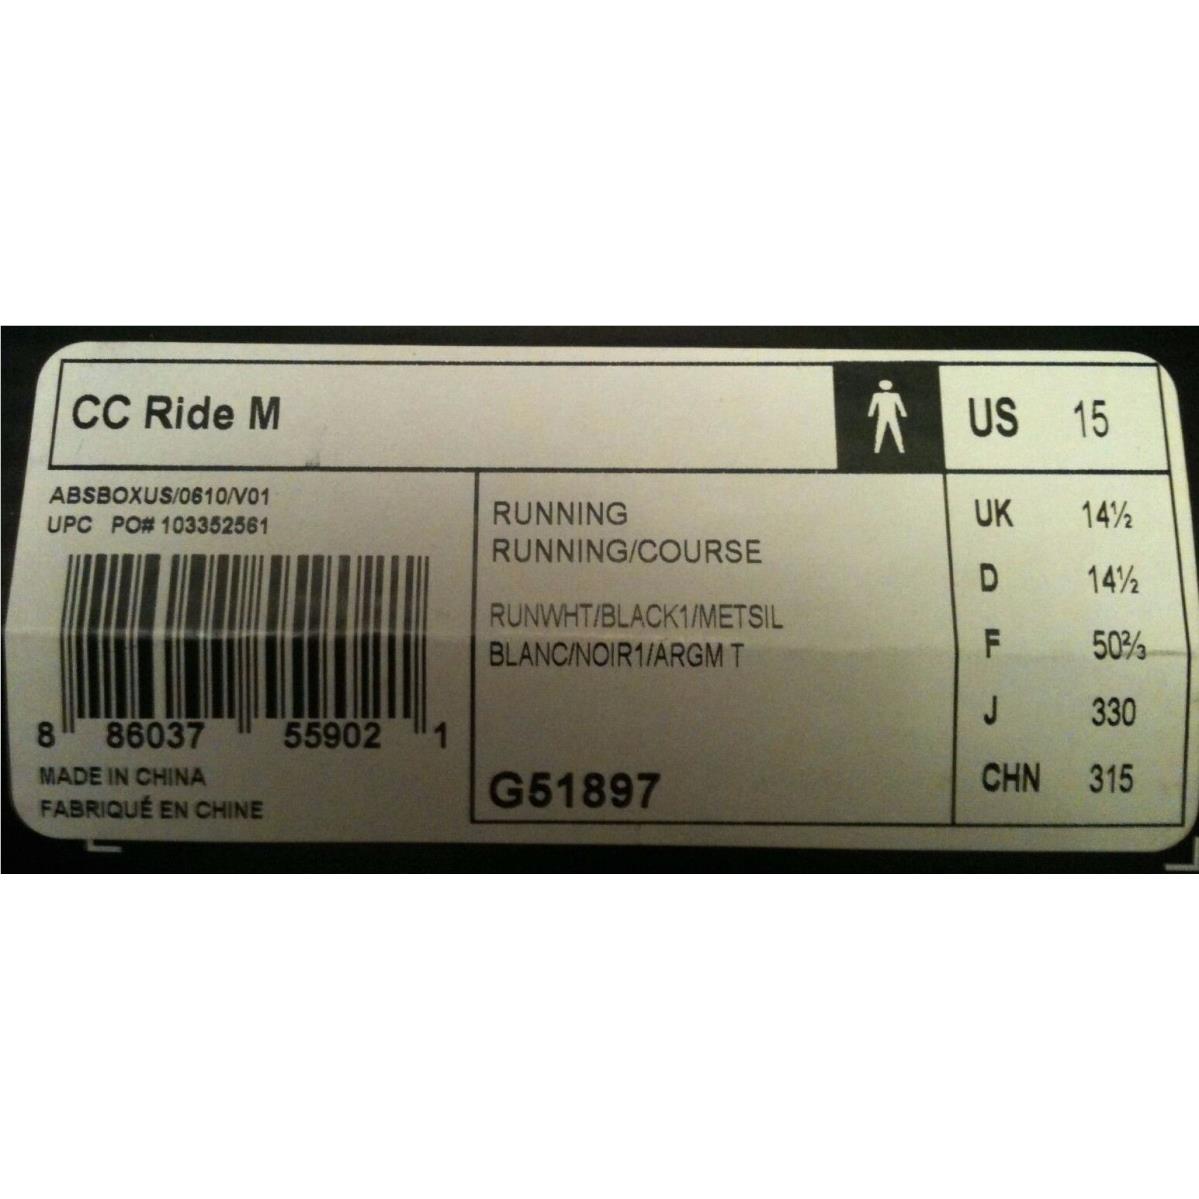 CC Ride M
US 15
ABSBOXUS/0610/V01
UPC PO# 103352561
8 86037 55902 1
MADE IN CHINA
FABRIQUÉ EN CHINE
RUNNING
RUNNING/COURSE
RUNWHT/BLACK1/METSIL
BLANC/NOIR1/ARGM T
G51897
UK 14½
D 14½
F 50⅔
J 330
CHN 315